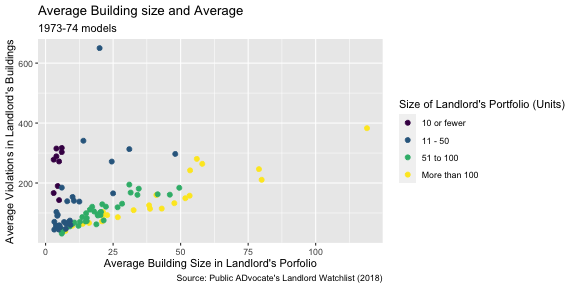 Average Building size and Average
1973-74 models
Average Violations in Landlord's Buildings
600
400
200
0
25
50
75
100
Average Building Size in Landlord's Porfolio
Size of Landlord's Portfolio (Units)
10 or fewer
11 - 50
51 to 100
More than 100
Source: Public ADvocate's Landlord Watchlist (2018)